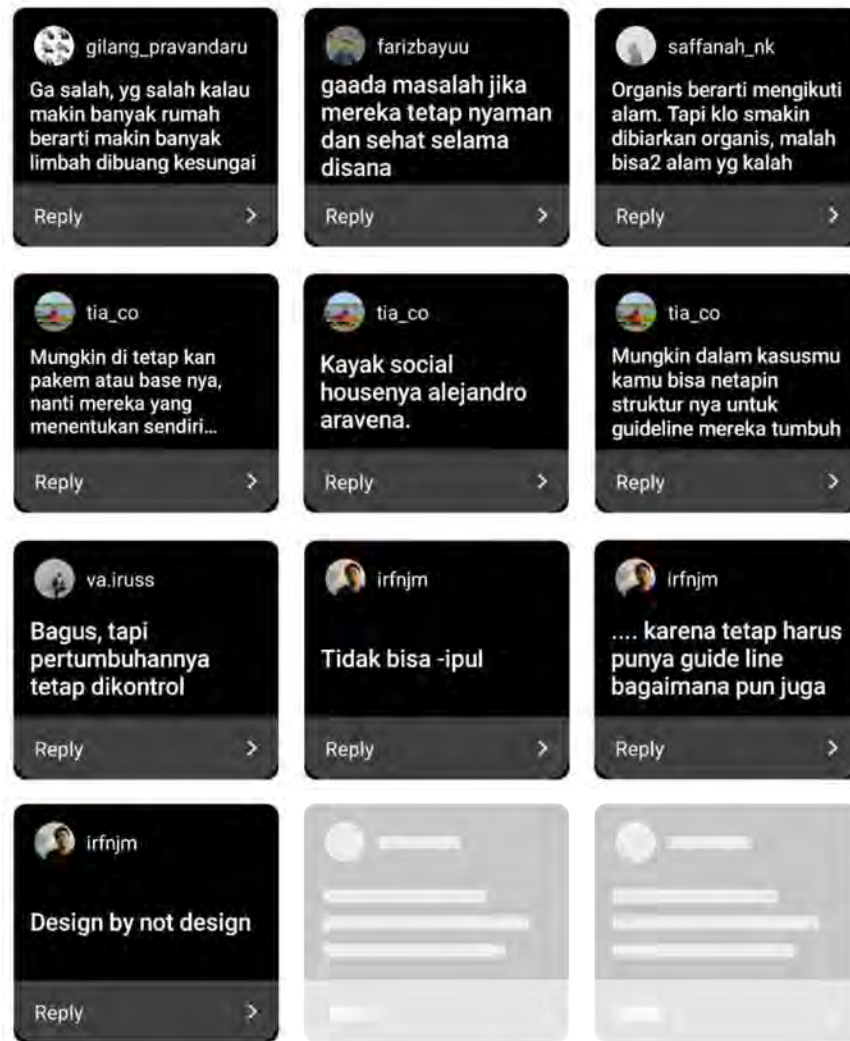 gilang_pravandaru
Ga salah, yg salah kalau
makin banyak rumah
berarti makin banyak
limbah dibuang kesungai
Reply
farizbayuu
gaada masalah jika
mereka tetap nyaman
dan sehat selama
disana
Reply
saffanah_nk
Organis berarti mengikuti
alam. Tapi klo smakin
dibiarkan organis, malah
bisa2 alam yg kalah
Reply
tia_co
Mungkin di tetap kan
pakem atau base nya,
nanti mereka yang
menentukan sendiri...
Reply
tia_co
Kayak social
housenya alejandro
aravena.
Reply
tia_co
Mungkin dalam kasusmu
kamu bisa netapin
struktur nya untuk
guideline mereka tumbuh
Reply
va.iruss
Bagus, tapi
pertumbuhannya
tetap dikontrol
Reply
irfnjm
Tidak bisa -ipul
Reply
irfnjm
.... karena tetap harus
punya guide line
bagaimana pun juga
Reply
irfnjm
Design by not design
Reply